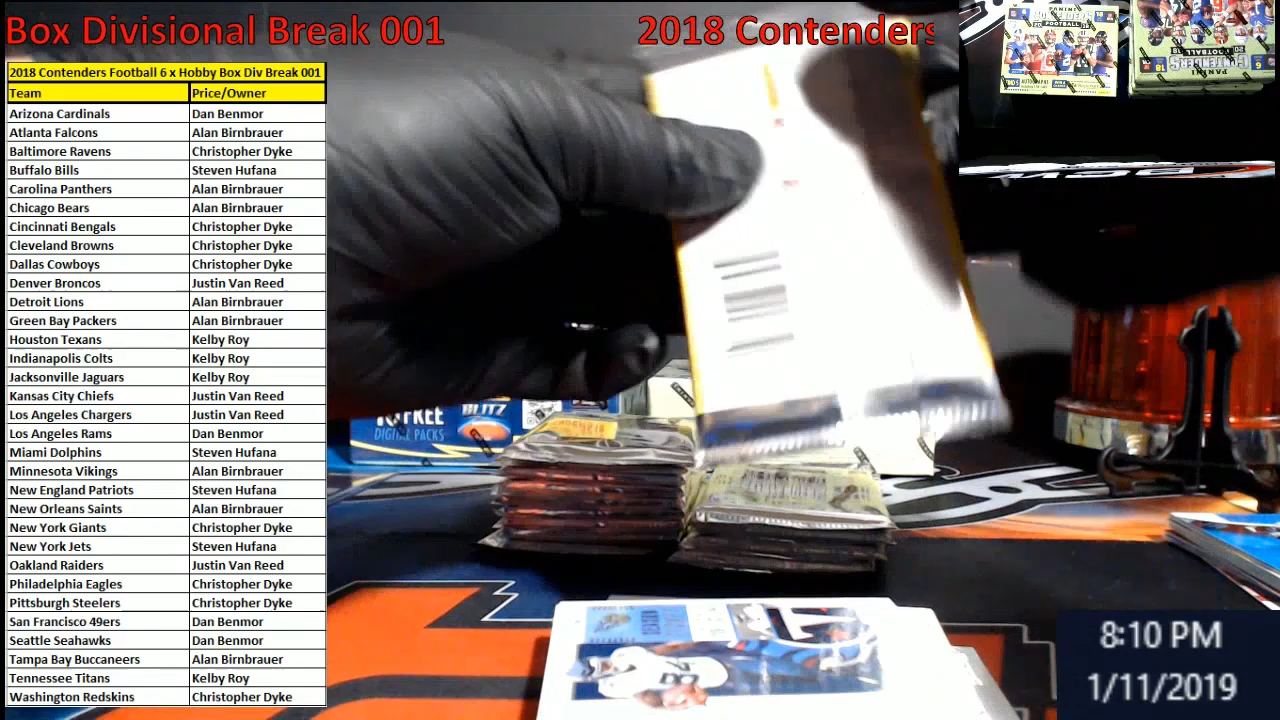 Box Divisional Break 001
2018 Contenders
2018 Contenders Football 6 x Hobby Box Div Break 001
Team Price/Owner
Arizona Cardinals Dan Benmor
Atlanta Falcons Alan Birnbrauer
Baltimore Ravens Christopher Dyke
Buffalo Bills Steven Hufana
Carolina Panthers Alan Birnbrauer
Chicago Bears Alan Birnbrauer
Cincinnati Bengals Christopher Dyke
Cleveland Browns Christopher Dyke
Dallas Cowboys Christopher Dyke
Denver Broncos Justin Van Reed
Detroit Lions Alan Birnbrauer
Green Bay Packers Alan Birnbrauer
Houston Texans Kelby Roy
Indianapolis Colts Kelby Roy
Jacksonville Jaguars Kelby Roy
Kansas City Chiefs Justin Van Reed
Los Angeles Chargers Justin Van Reed
Los Angeles Rams Dan Benmor
Miami Dolphins Steven Hufana
Minnesota Vikings Alan Birnbrauer
New England Patriots Steven Hufana
New Orleans Saints Alan Birnbrauer
New York Giants Christopher Dyke
New York Jets Steven Hufana
Oakland Raiders Justin Van Reed
Philadelphia Eagles Christopher Dyke
Pittsburgh Steelers Christopher Dyke
San Francisco 49ers Dan Benmor
Seattle Seahawks Dan Benmor
Tampa Bay Buccaneers Alan Birnbrauer
Tennessee Titans Kelby Roy
Washington Redskins Christopher Dyke
PANINI
FOOTBALL
PANINI
CONTENDERS
BCW
FREE
BLITZ
DIGITAL PACKS
8:10 PM
1/11/2019